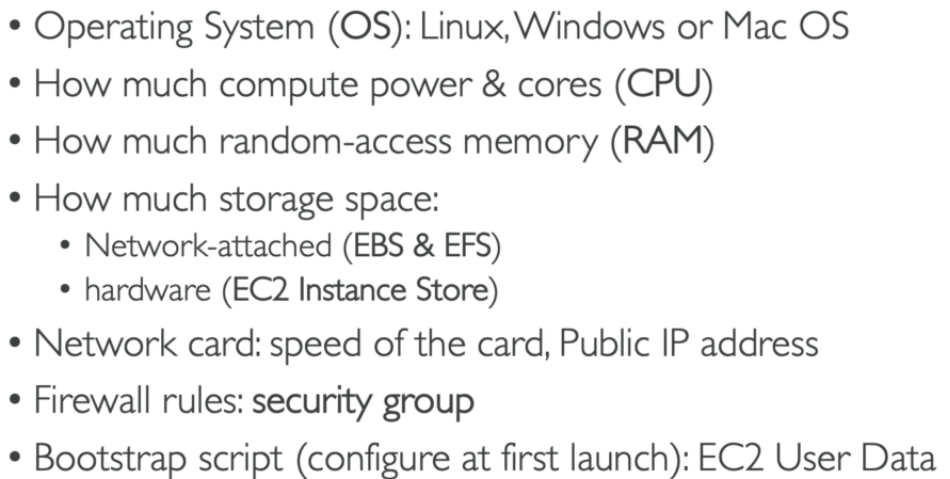 • Operating System (OS): Linux, Windows or Mac OS
• How much compute power & cores (CPU)
• How much random-access memory (RAM)
• How much storage space:
• Network-attached (EBS & EFS)
• hardware (EC2 Instance Store)
• Network card: speed of the card, Public IP address
• Firewall rules: security group
• Bootstrap script (configure at first launch): EC2 User Data